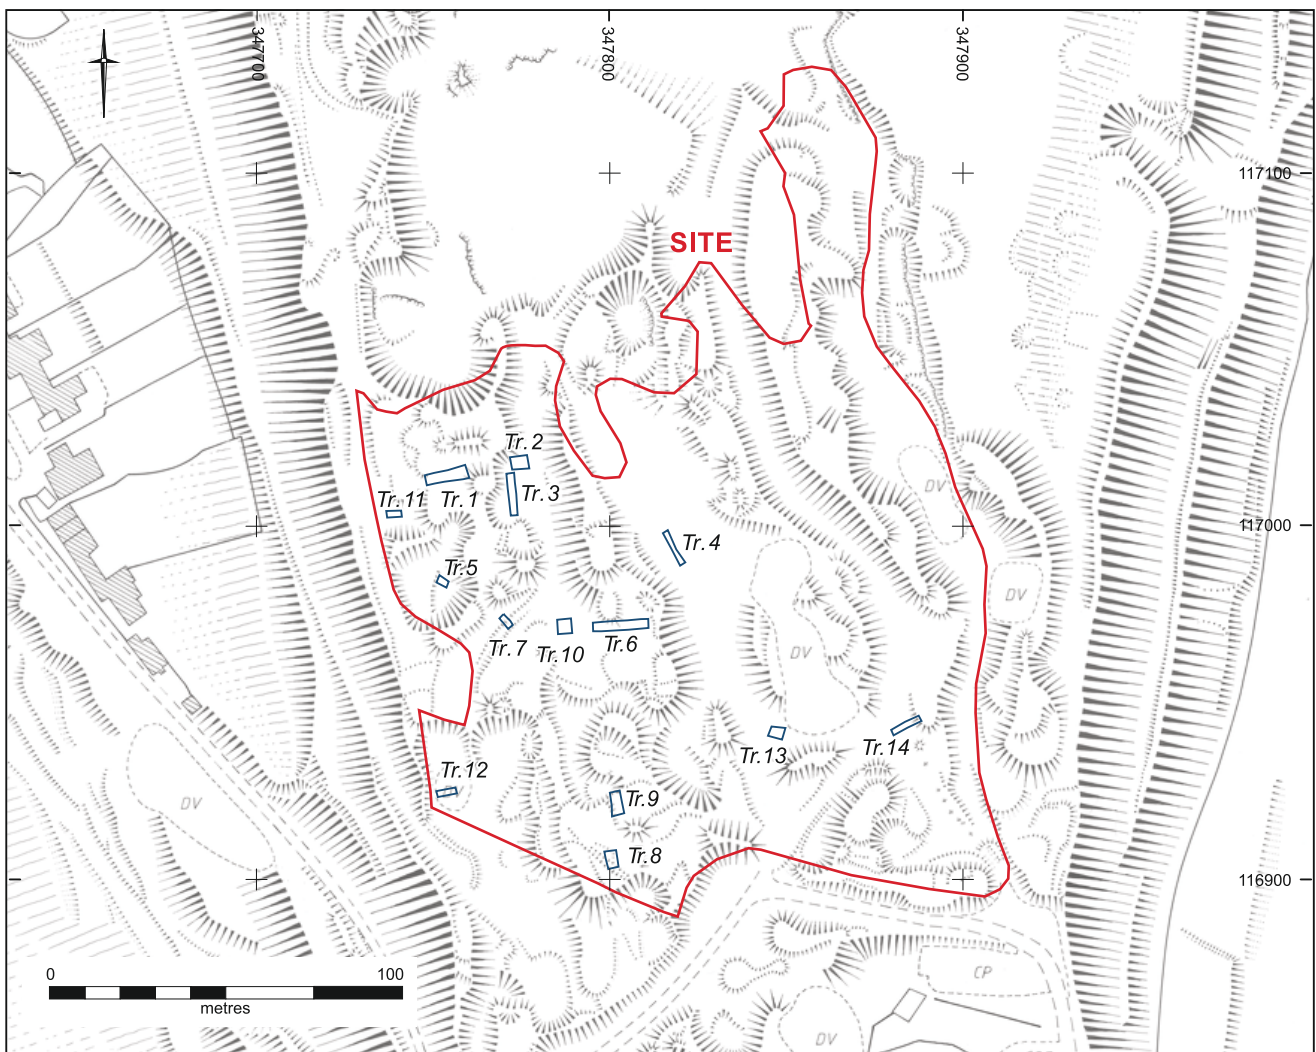 347700
347800
347900
117100
SITE
Tr.2
Tr.11
Tr.1
Tr.3
DV
117000
Tr.4
Tr.5
DV
Tr.7
Tr.10
Tr.6
DV
Tr.13
Tr.14
Tr.12
DV
Tr.9
Tr.8
116900
0
100
metres
CP
DV